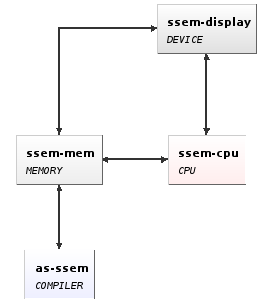 ssem-display
DEVICE
ssem-mem
MEMORY
ssem-cpu
CPU
as-ssem
COMPILER